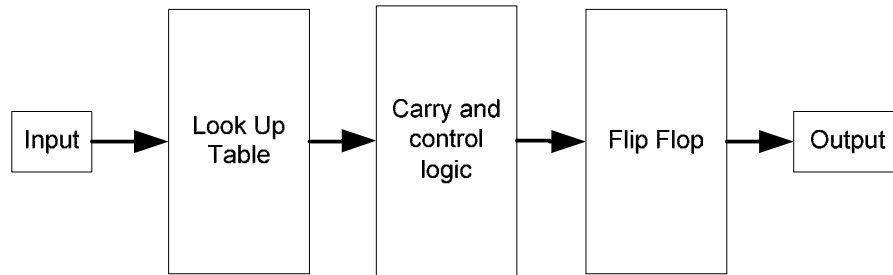 Input
Look Up
Table
Carry and
control
logic
Flip Flop
Output